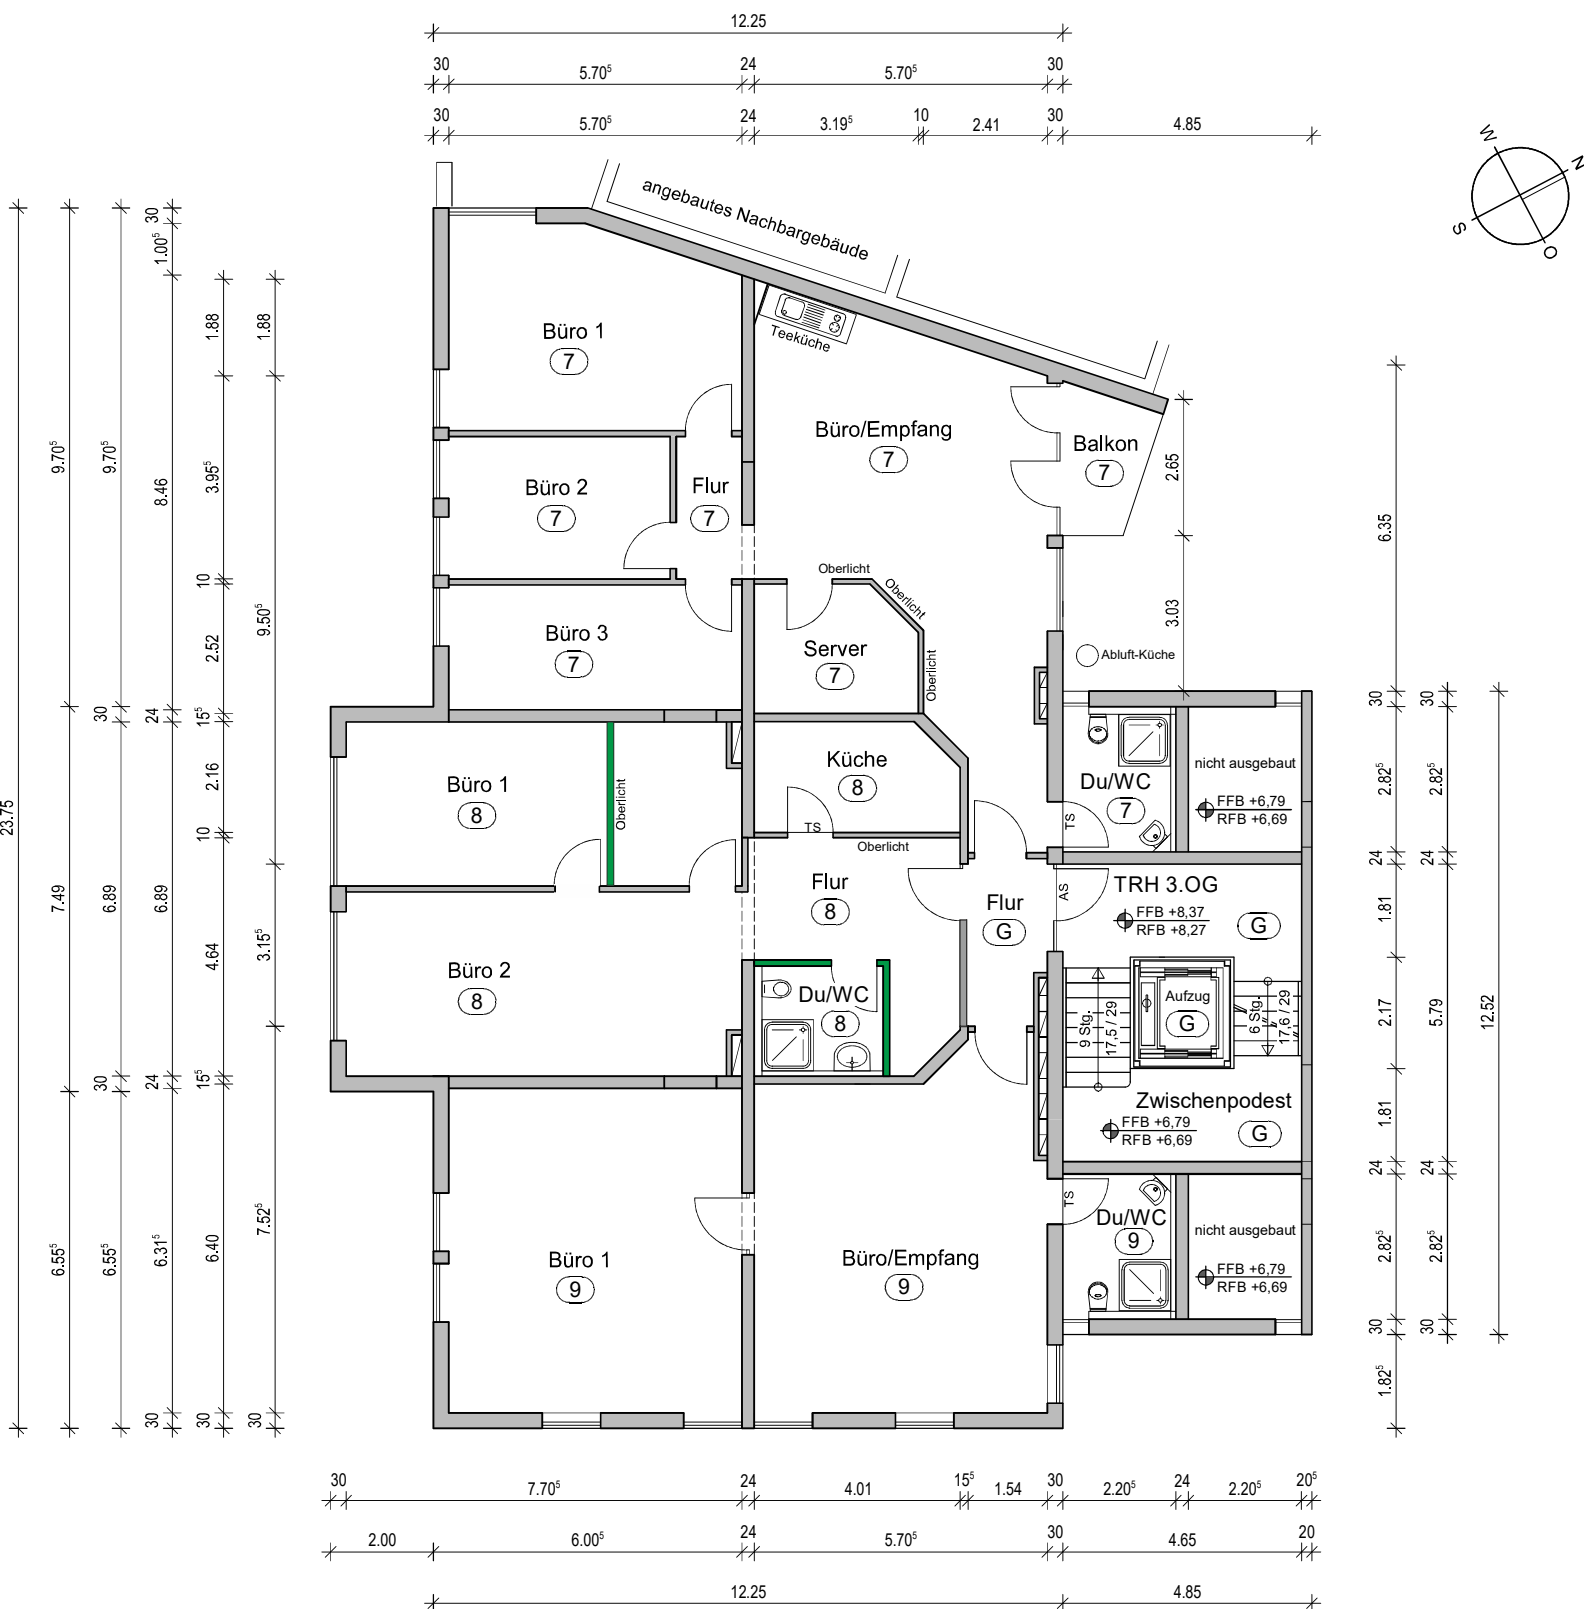 12.25
30 5.70⁵ 24 5.70⁵ 30
30 5.70⁵ 24 3.19⁵ 10 2.41 30 4.85
W
N
S
O
angebautes Nachbargebäude
Teeküche
Büro 1
7
Büro/Empfang
7
Balkon
7
Büro 2
7
Flur
7
Oberlicht
Oberlicht
Oberlicht
Büro 3
7
Server
7
Abluft-Küche
Küche
8
TS
Oberlicht
Büro 1
8
Oberlicht
Du/WC
7
TS
nicht ausgebaut
FFB +6,79
RFB +6,69
Flur
8
Flur
G
AS
TRH 3.OG
FFB +8,37
RFB +8,27
G
Büro 2
8
Du/WC
8
9 Stg.
17,5 / 29
Aufzug
G
6 Stg.
17,6 / 29
Zwischenpodest
FFB +6,79
RFB +6,69
G
TS
Du/WC
9
nicht ausgebaut
FFB +6,79
RFB +6,69
Büro 1
9
Büro/Empfang
9
23.75
9.70⁵
7.49
6.55⁵
9.70⁵
30
6.89
30
6.55⁵
30
1.00⁵
8.46
24
6.89
24
6.31⁵
30
1.88
3.95⁵
10
2.52
15⁵
2.16
10
4.64
15⁵
6.40
30
1.88
9.50⁵
3.15⁵
7.52⁵
30
2.65
3.03
6.35
30
2.82⁵
24
1.81
2.17
1.81
24
2.82⁵
30
1.82⁵
30
2.82⁵
24
5.79
24
2.82⁵
30
12.52
30 7.70⁵ 24 4.01 15⁵ 1.54 30 2.20⁵ 24 2.20⁵ 20⁵
2.00 6.00⁵ 24 5.70⁵ 30 4.65 20
12.25 4.85